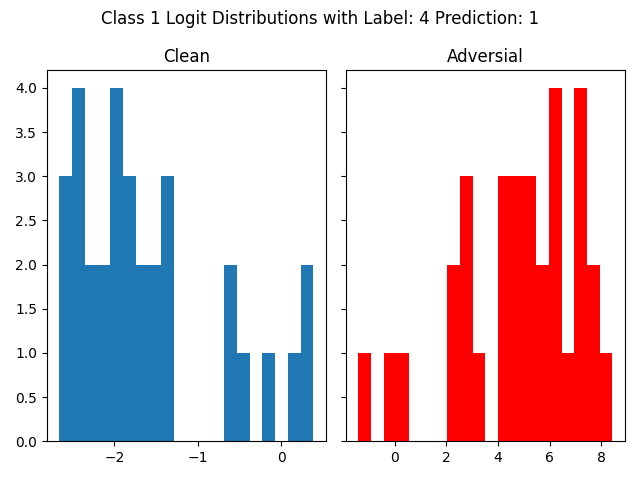 Class 1 Logit Distributions with Label: 4 Prediction: 1
Clean
Adversial
4.0
3.5
3.0
2.5
2.0
1.5
1.0
0.5
0.0
−2 −1 0
0 2 4 6 8